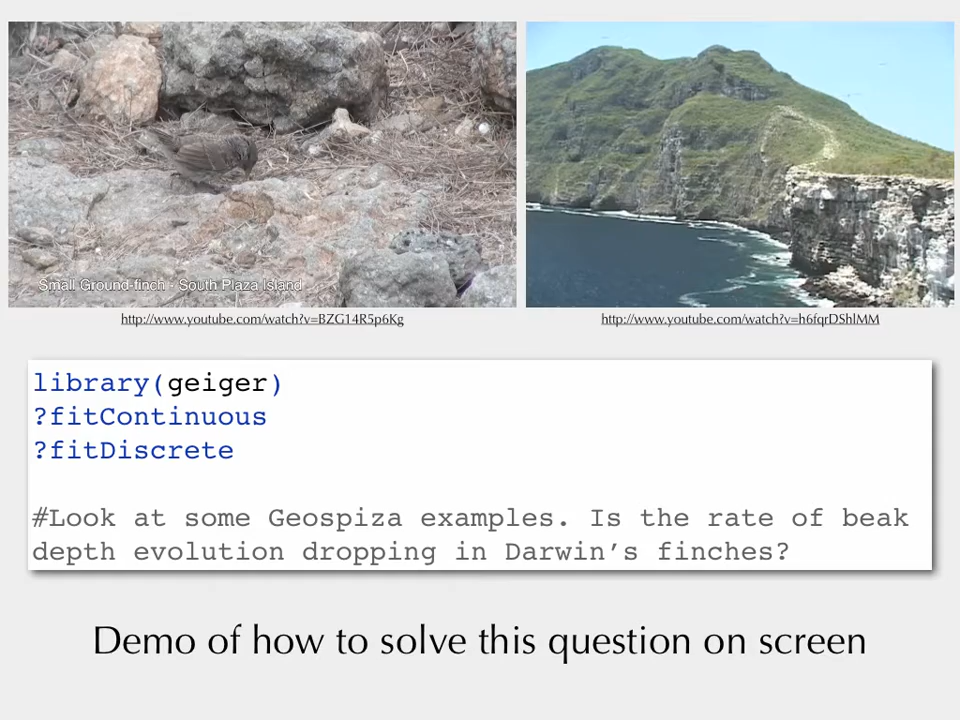 Small Ground-finch - South Plaza Island
http://www.youtube.com/watch?v=BZG14R5p6Kg
http://www.youtube.com/watch?v=h6fqrDShlMM
library(geiger)
?fitContinuous
?fitDiscrete
#Look at some Geospiza examples. Is the rate of beak
depth evolution dropping in Darwin’s finches?
Demo of how to solve this question on screen